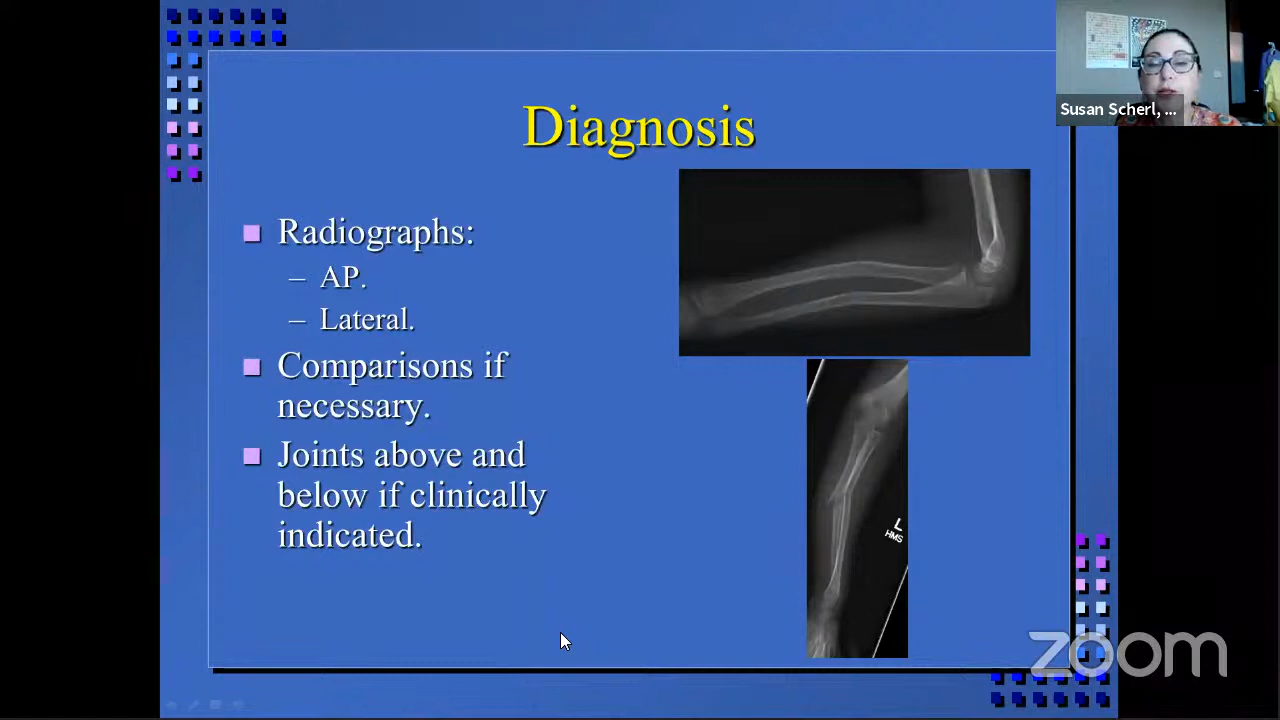 Diagnosis
Radiographs:
– AP.
– Lateral.
Comparisons if
necessary.
Joints above and
below if clinically
indicated.
L
HMS
Susan Scherl, ...
zoom